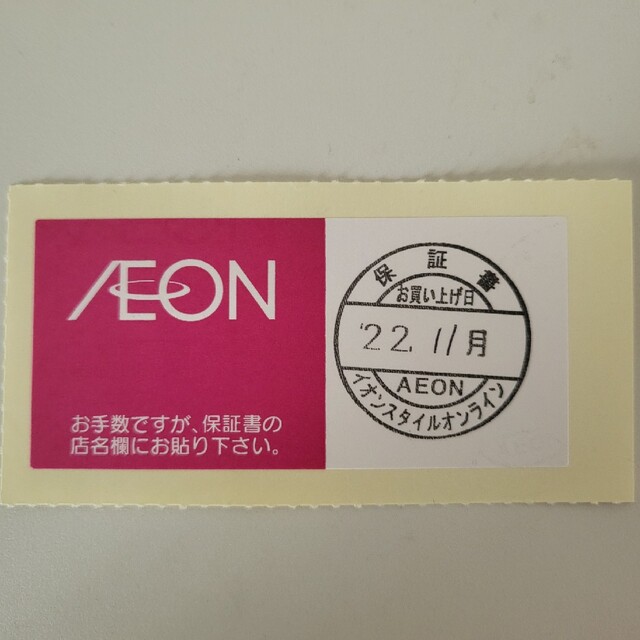 ÆON
お手数ですが、保証書の
店名欄にお貼り下さい。
保証書
お買い上げ日
'22.11月
AEON
イオンスタイルオンライン